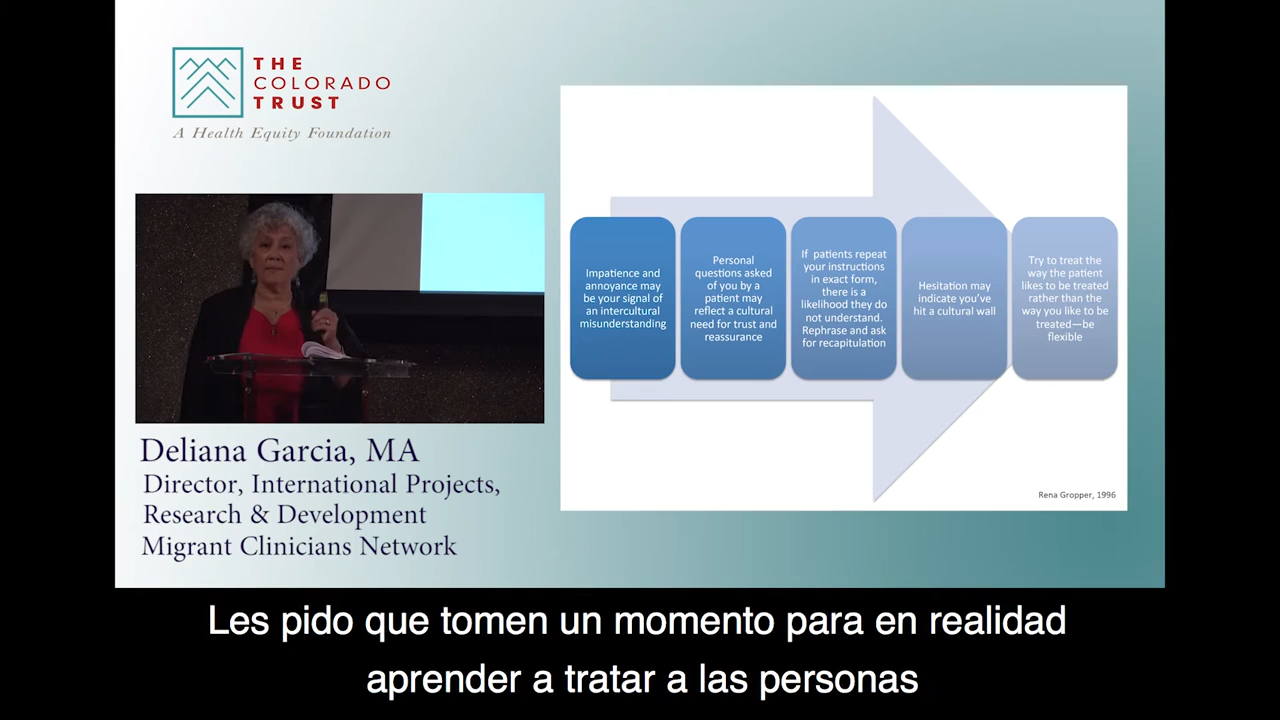 THE
COLORADO
TRUST
A Health Equity Foundation
Impatience and
annoyance may
be your signal of
an intercultural
misunderstanding
Personal
questions asked
of you by a
patient may
reflect a cultural
need for trust and
reassurance
If patients repeat
your instructions
in exact form,
there is a
likelihood they do
not understand.
Rephrase and ask
for recapitulation
Hesitation may
indicate you've
hit a cultural wall
Try to treat the
way the patient
likes to be treated
rather than the
way you like to be
treated—be
flexible
Rena Gropper, 1996
Deliana Garcia, MA
Director, International Projects,
Research & Development
Migrant Clinicians Network
Les pido que tomen un momento para en realidad
aprender a tratar a las personas